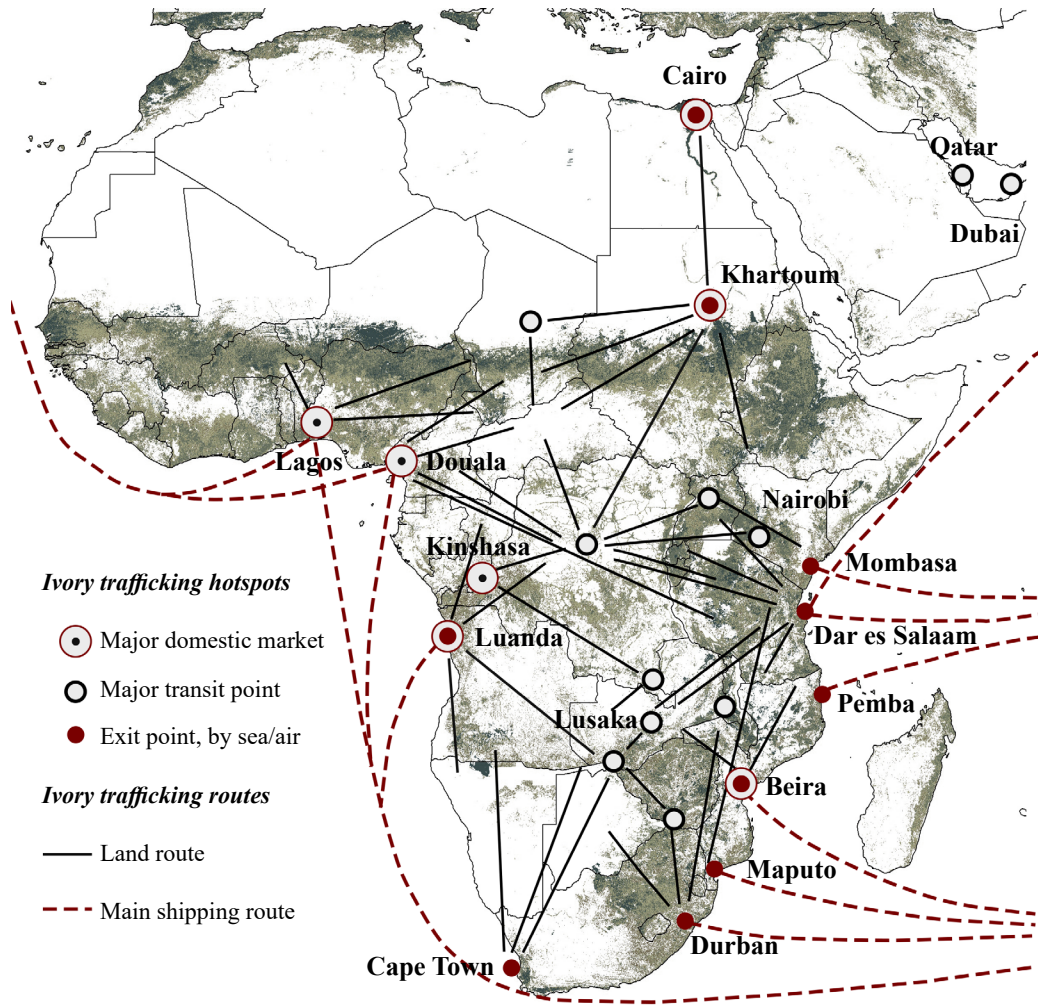 Cairo
Qatar
Dubai
Khartoum
Lagos
Douala
Nairobi
Kinshasa
Mombasa
Ivory trafficking hotspots
Major domestic market
Luanda
Dar es Salaam
Major transit point
Pemba
Lusaka
Exit point, by sea/air
Beira
Ivory trafficking routes
Land route
Maputo
Main shipping route
Durban
Cape Town